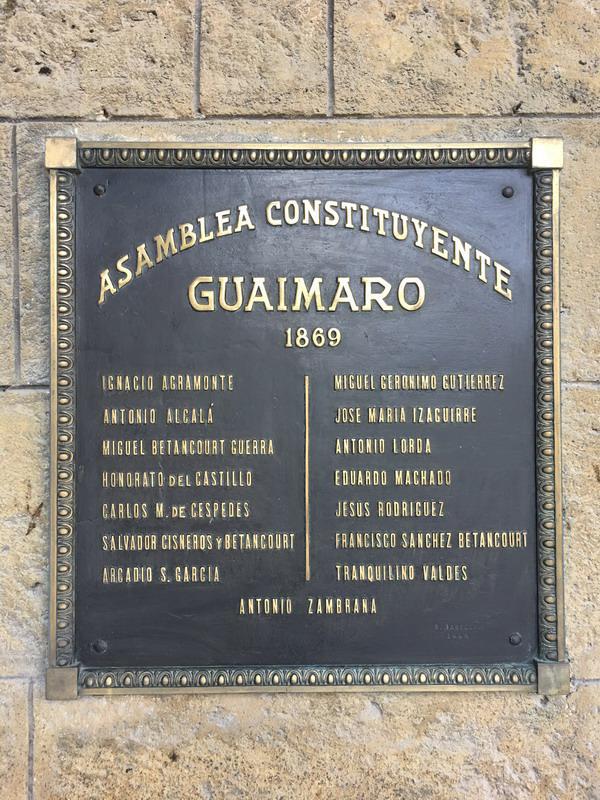 ASAMBLEA CONSTITUYENTE
GUAIMARO
1869
IGNACIO AGRAMONTE
ANTONIO ALCALÁ
MIGUEL BETANCOURT GUERRA
HONORATO DEL CASTILLO
CARLOS M. DE CESPEDES
SALVADOR CISNEROS Y BETANCOURT
ARCADIO S. GARCIA
MIGUEL GERONIMO GUTIERREZ
JOSE MARIA IZAGUIRRE
ANTONIO LORDA
EDUARDO MACHADO
JESUS RODRIGUEZ
FRANCISCO SANCHEZ BETANCOURT
TRANQUILINO VALDES
ANTONIO ZAMBRANA